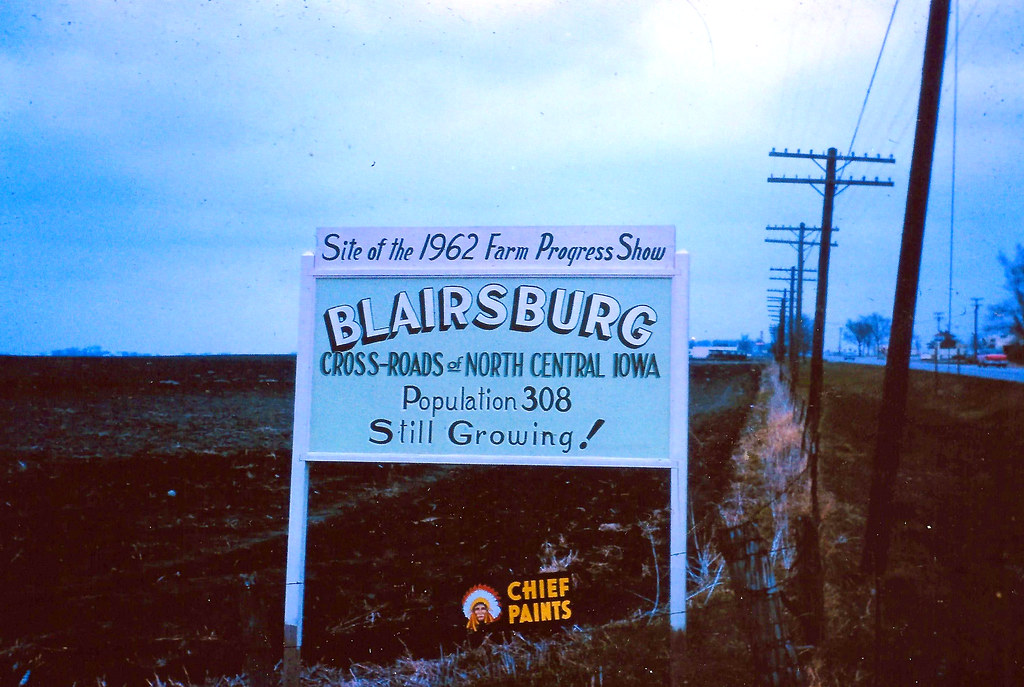 Site of the 1962 Farm Progress Show
BLAIRSBURG
CROSS-ROADS of NORTH CENTRAL IOWA
Population 308
Still Growing!
CHIEF
PAINTS